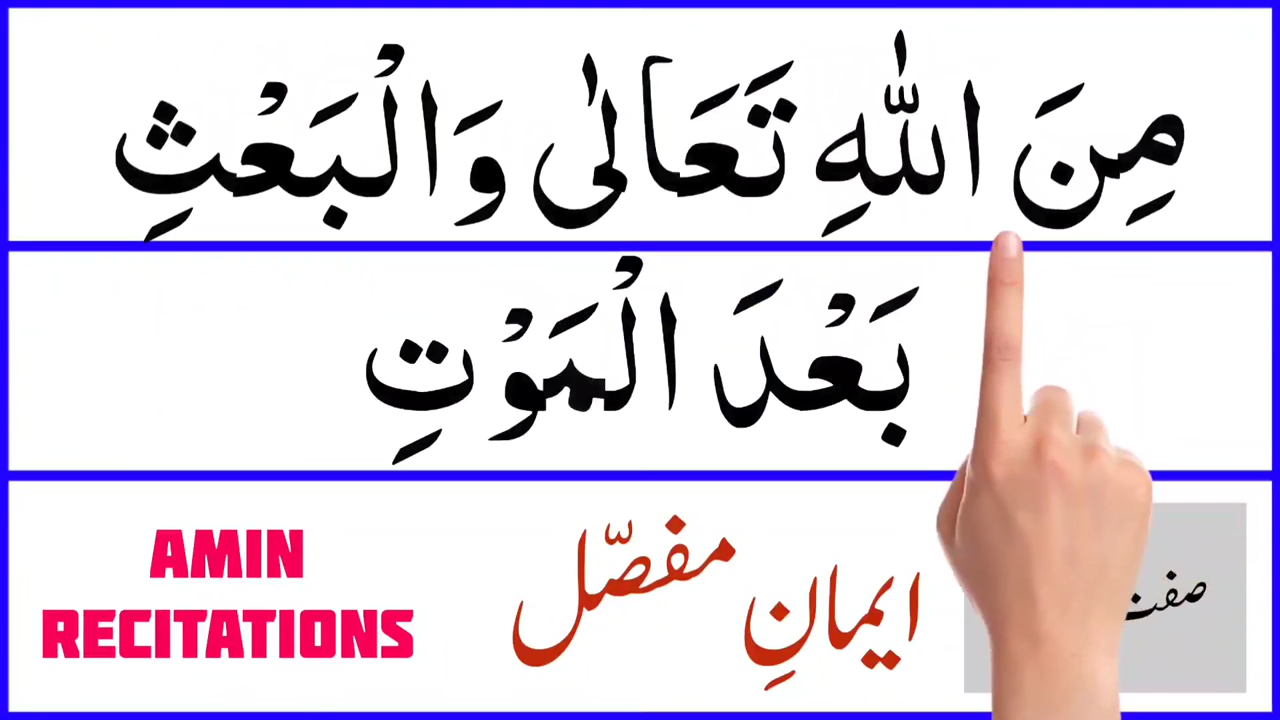 مِنَ اللّٰهِ تَعَالٰى وَالْبَعْثِ
بَعْدَ الْمَوْتِ
ایمانِ مفصّل
AMIN
RECITATIONS